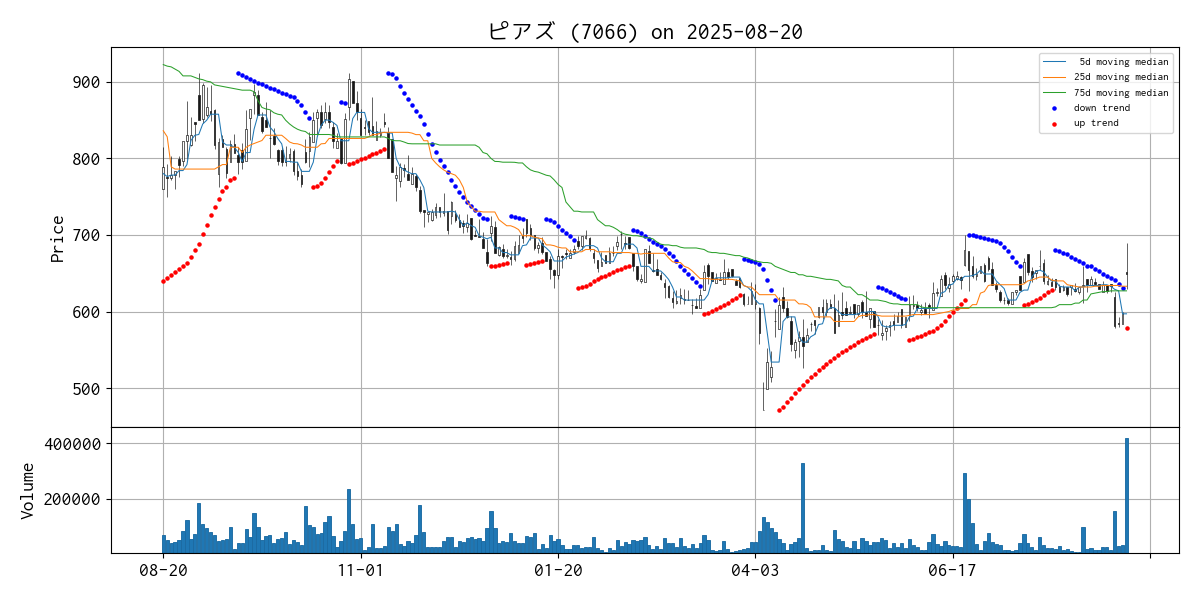 ピアズ (7066) on 2025-08-20
5d moving median
25d moving median
75d moving median
down trend
up trend
Price
900
800
700
600
500
Volume
400000
200000
08-20
11-01
01-20
04-03
06-17